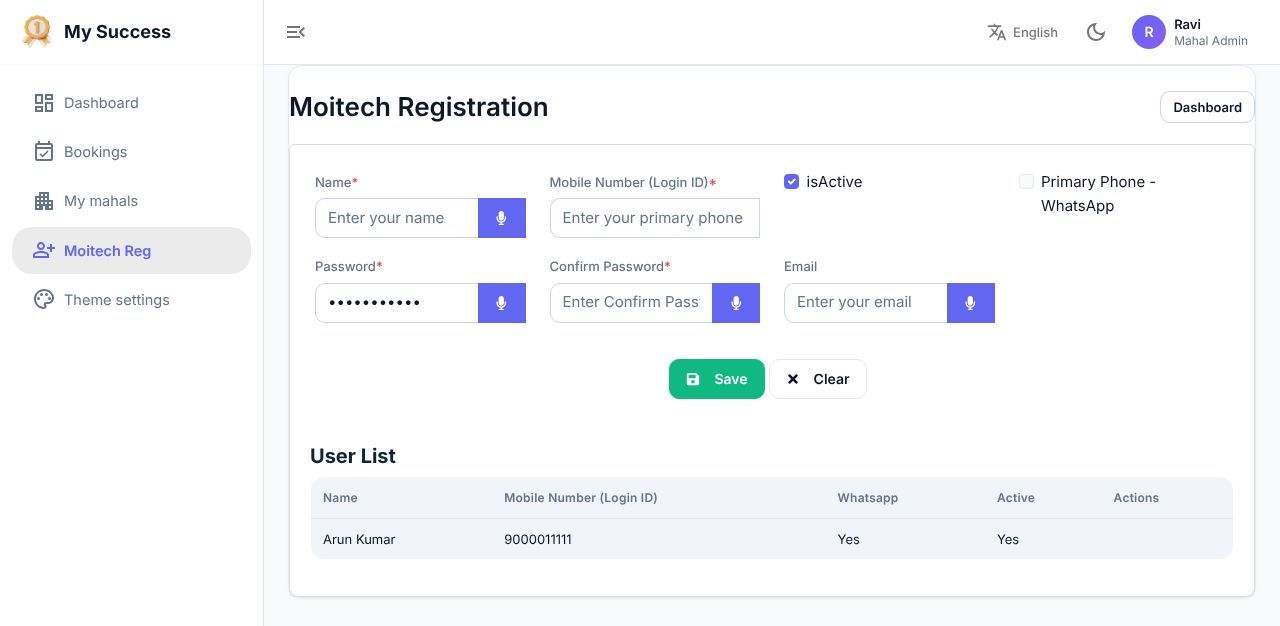 My Success
English
R
Ravi
Mahal Admin
Dashboard
Bookings
My mahals
Moitech Reg
Theme settings
Moitech Registration
Dashboard
Name*
Mobile Number (Login ID)*
isActive
Primary Phone -
WhatsApp
Enter your name
Enter your primary phone
Password*
Confirm Password*
Email
•••••••••••
Enter Confirm Pass
Enter your email
Save
Clear
User List
Name Mobile Number (Login ID) Whatsapp Active Actions
Arun Kumar 9000011111 Yes Yes